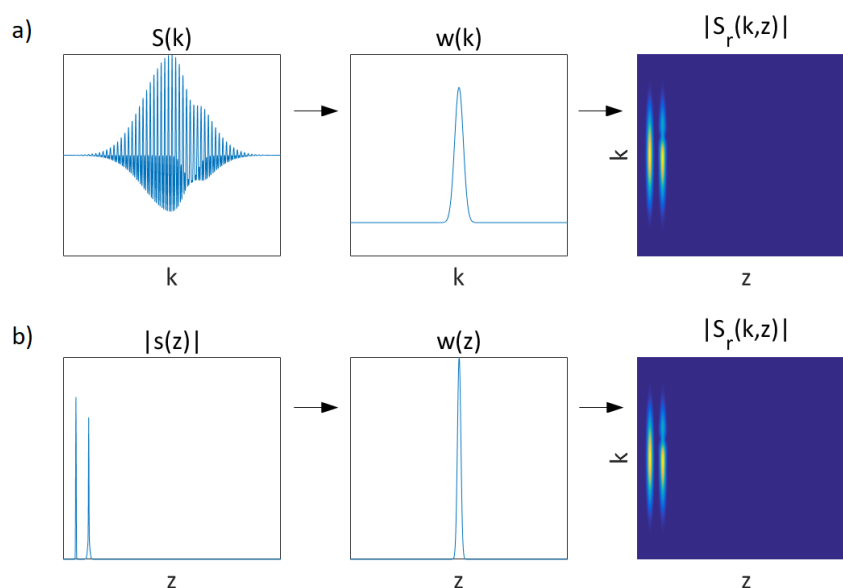 a)
S(k)
w(k)
|S_r(k,z)|
k
k
k
z
b)
|s(z)|
w(z)
|S_r(k,z)|
k
z
z
z